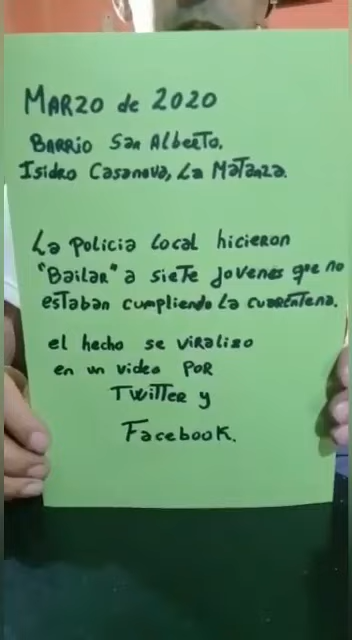 MARZO de 2020
BARRio San Alberto.
Isidro Casanova, La Matanza.
La Policia Local hicieron
"Bailar" a siete Jovenes que no
estaban cumpliendo La cuarentena.
el hecho se viralizo
en un video POR
Twitter y
Facebook.